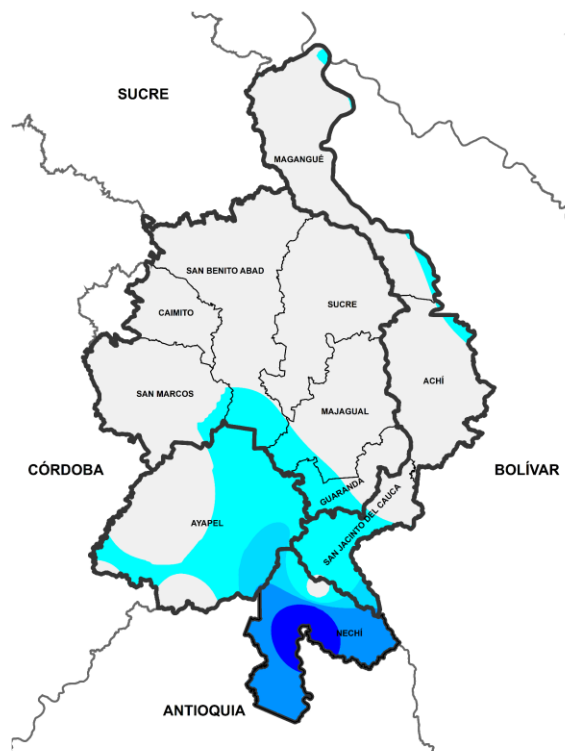 SUCRE
MAGANGUÉ
SAN BENITO ABAD
CAIMITO
SUCRE
SAN MARCOS
MAJAGUAL
ACHÍ
CÓRDOBA
BOLÍVAR
GUARANDA
AYAPEL
SAN JACINTO DEL CAUCA
NECHÍ
ANTIOQUIA